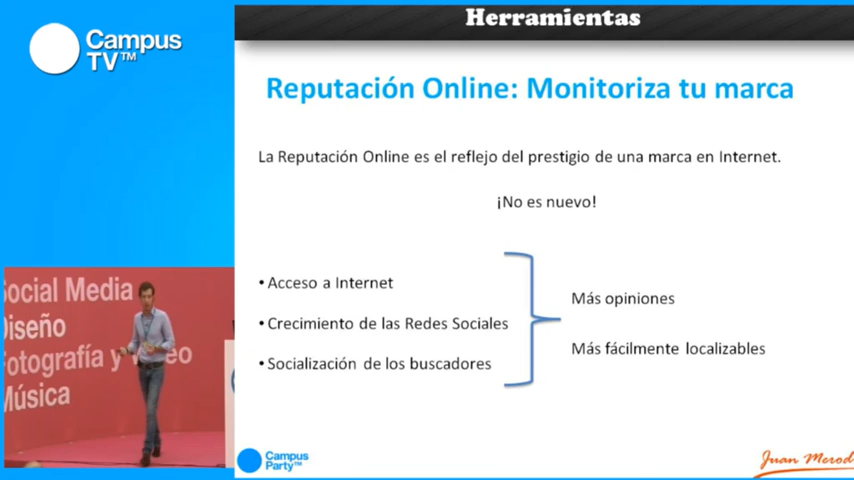 Campus
TV™
Herramientas
Reputación Online: Monitoriza tu marca
La Reputación Online es el reflejo del prestigio de una marca en Internet.
¡No es nuevo!
• Acceso a Internet
• Crecimiento de las Redes Sociales
• Socialización de los buscadores
Más opiniones
Más fácilmente localizables
Social Media
Diseño
Fotografía y
Música
Campus
Party™
Juan Merod